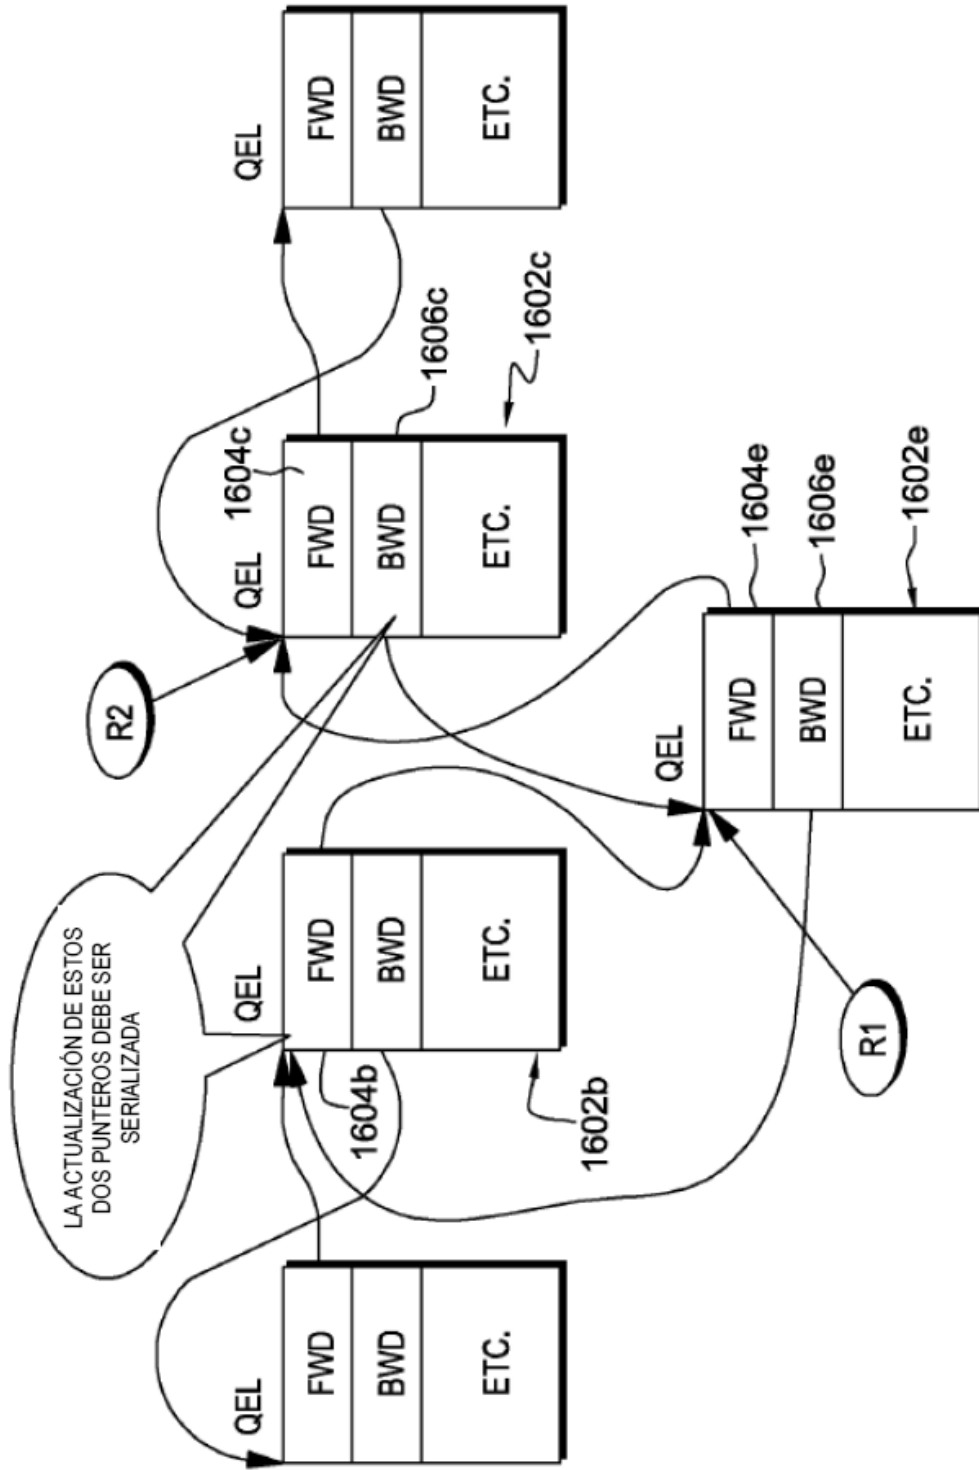 LA ACTUALIZACIÓN DE ESTOS
DOS PUNTEROS DEBE SER
SERIALIZADA
R2
QEL
FWD
BWD
ETC.
QEL
FWD
BWD
ETC.
1604b
1602b
QEL
FWD
BWD
ETC.
1604c
1606c
1602c
QEL
FWD
BWD
ETC.
R1
QEL
FWD
BWD
ETC.
1604e
1606e
1602e